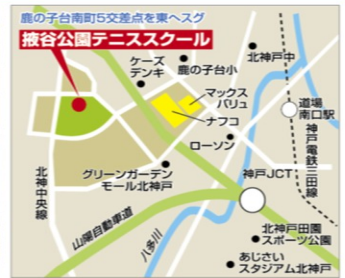 鹿の子台南町5交差点を東へスグ
掖谷公園テニススクール
ケーズ
デンキ
鹿の子台小
北神戸中
マックス
バリュ
ナフコ
道場
南口駅
ローソン
神戸電鉄三田線
北神中央線
グリーンガーデン
モール北神戸
神戸JCT
山陽自動車道
八多川
北神戸田園
スポーツ公園
あじさい
スタジアム北神戸